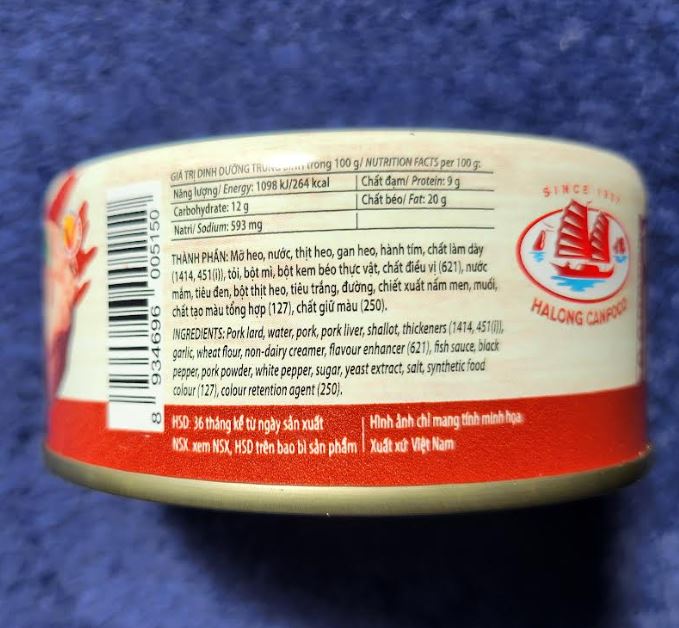 GIÁ TRỊ DINH DƯỠNG TRUNG BÌNH trong 100 g/ NUTRITION FACTS per 100 g:
Năng lượng/ Energy: 1098 kJ/264 kcal
Chất đạm/ Protein: 9 g
Carbohydrate: 12 g
Chất béo/ Fat: 20 g
Natri/ Sodium: 593 mg
THÀNH PHẦN: Mỡ heo, nước, thịt heo, gan heo, hành tím, chất làm dày
(1414, 451(i)), tỏi, bột mì, bột kem béo thực vật, chất điều vị (621), nước
mắm, tiêu đen, bột thịt heo, tiêu trắng, đường, chiết xuất nấm men, muối,
chất tạo màu tổng hợp (127), chất giữ màu (250).
INGREDIENTS: Pork lard, water, pork, pork liver, shallot, thickeners (1414, 451(i)),
garlic, wheat flour, non-dairy creamer, flavour enhancer (621), fish sauce, black
pepper, pork powder, white pepper, sugar, yeast extract, salt, synthetic food
colour (127), colour retention agent (250).
HSD: 36 tháng kể từ ngày sản xuất
NSX: xem NSX, HSD trên bao bì sản phẩm
Hình ảnh chỉ mang tính minh họa
Xuất xứ: Việt Nam
8 934696 005150
SINCE 1957
HALONG CANFOCO